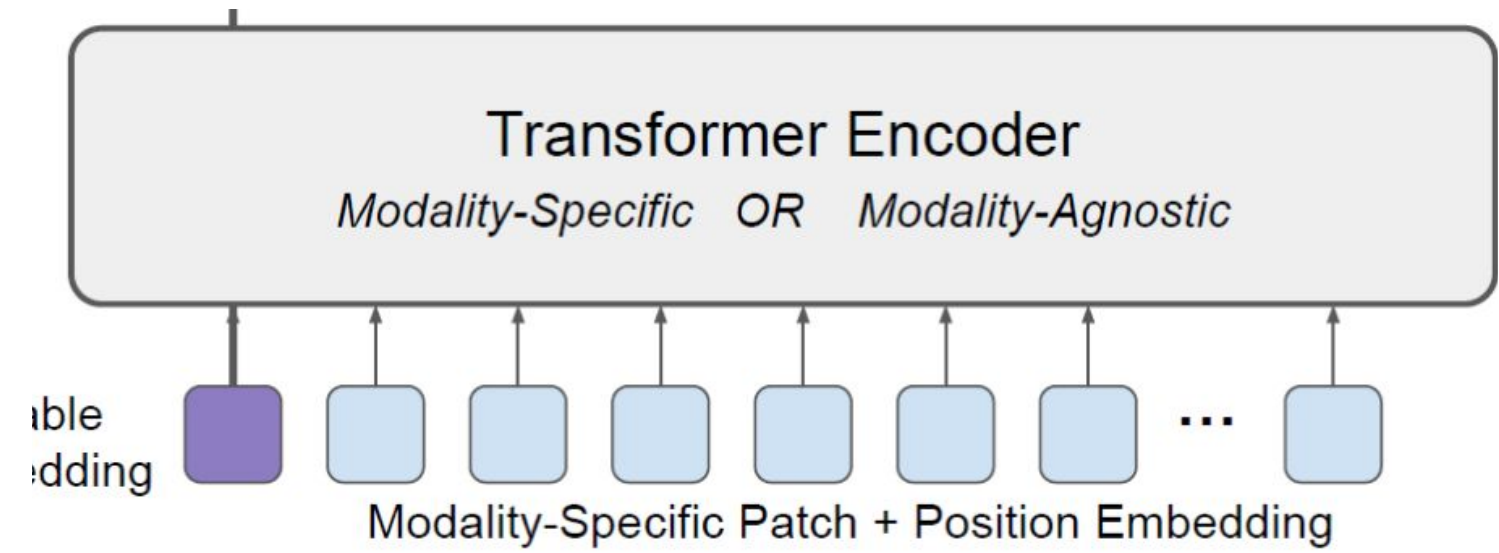 Transformer Encoder
Modality-Specific OR Modality-Agnostic
...
Modality-Specific Patch + Position Embedding